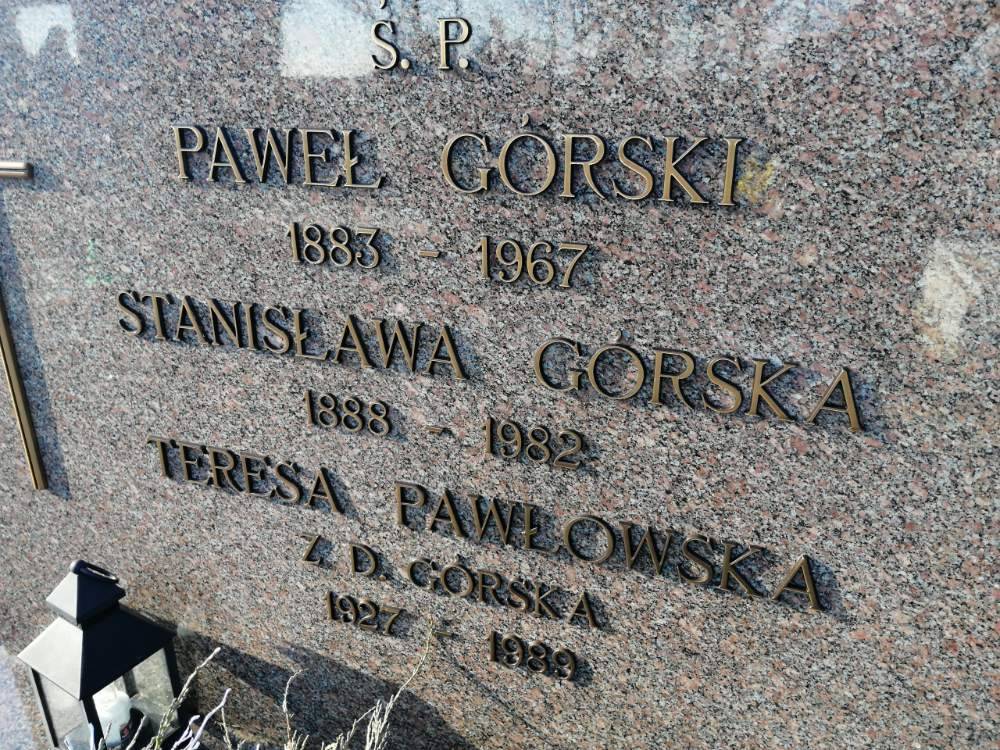 Ś. P.
PAWEŁ GÓRSKI
1883 - 1967
STANISŁAWA GÓRSKA
1888 - 1982
TERESA PAWŁOWSKA
Z D. GÓRSKA
1927 - 1989